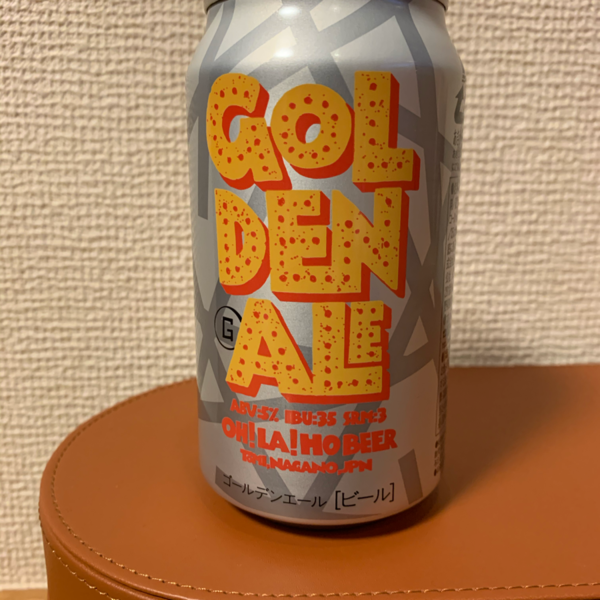 GOL
DEN
ALE
G
ABV:5% IBU:35 SRM:3
OH!LA!HO BEER
TOMI,NAGANO,JPN
ゴールデンエール [ビール]